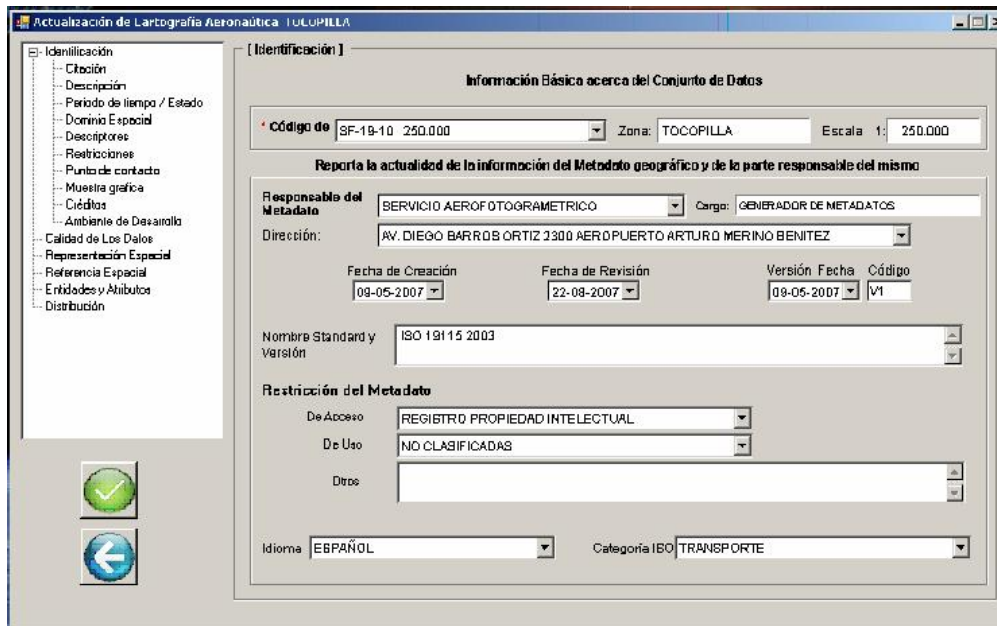 Actualización de Cartografía Aeronaútica TOCOPILLA
Identificación
Citación
Descripción
Periodo de tiempo / Estado
Dominio Espacial
Descriptores
Restricciones
Punto de contacto
Muestra grafica
Créditos
Ambiente de Desarrollo
Calidad de Los Datos
Representación Espacial
Referencia Espacial
Entidades y Atributos
Distribución
[ Identificación ]
Información Básica acerca del Conjunto de Datos
* Código de SF-19-10 250.000 Zona: TOCOPILLA Escala 1: 250.000
Reporta la actualidad de la información del Metadato geográfico y de la parte responsable del mismo
Responsable del Metadato SERVICIO AEROFOTOGRAMETRICO Cargo: GENERADOR DE METADATOS
Dirección: AV. DIEGO BARROS ORTIZ 2300 AEROPUERTO ARTURO MERINO BENITEZ
Fecha de Creación Fecha de Revisión Versión Fecha Código
09-05-2007 22-08-2007 09-05-2007 V1
Nombre Standard y Versión ISO 19115 2003
Restricción del Metadato
De Acceso REGISTRO PROPIEDAD INTELECTUAL
De Uso NO CLASIFICADAS
Otros
Idioma ESPAÑOL Categoría ISO TRANSPORTE